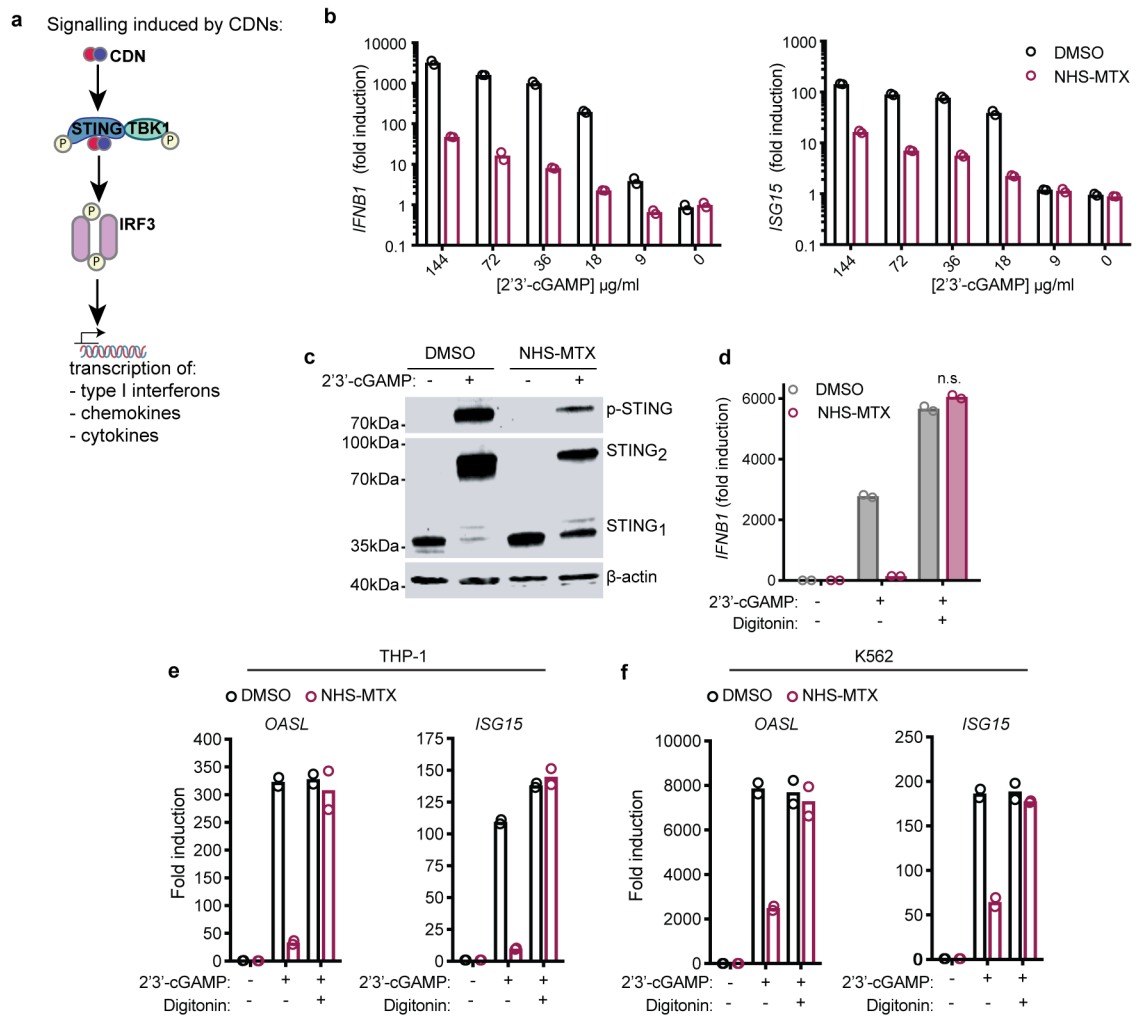 a Signalling induced by CDNs:
CDN
STING TBK1
P P
P
IRF3
P
transcription of:
- type I interferons
- chemokines
- cytokines
b
10000
1000
100
10
1
0.1
IFNB1 (fold induction)
144 72 36 18 9 0
[2'3'-cGAMP] µg/ml
1000
100
10
1
0.1
ISG15 (fold induction)
144 72 36 18 9 0
[2'3'-cGAMP] µg/ml
DMSO
NHS-MTX
c
DMSO NHS-MTX
2'3'-cGAMP: - + - +
70kDa
p-STING
100kDa
70kDa
STING2
35kDa
STING1
40kDa
β-actin
d
DMSO
NHS-MTX
n.s.
6000
4000
2000
0
IFNB1 (fold induction)
2'3'-cGAMP: - + +
Digitonin: - - +
THP-1
e
DMSO NHS-MTX
OASL
400
350
300
250
200
150
100
50
0
Fold induction
2'3'-cGAMP: - + +
Digitonin: - - +
ISG15
175
150
125
100
75
50
25
0
2'3'-cGAMP: - + +
Digitonin: - - +
K562
f
DMSO NHS-MTX
OASL
10000
8000
6000
4000
2000
0
Fold induction
2'3'-cGAMP: - + +
Digitonin: - - +
ISG15
250
200
150
100
50
0
2'3'-cGAMP: - + +
Digitonin: - - +